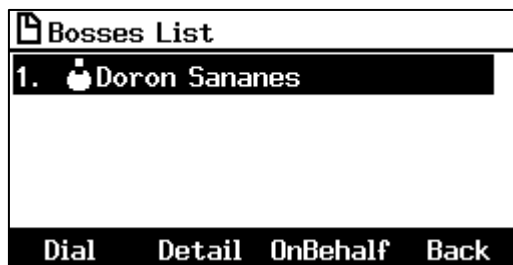 Bosses List
1. Doron Sananes
Dial Detail OnBehalf Back